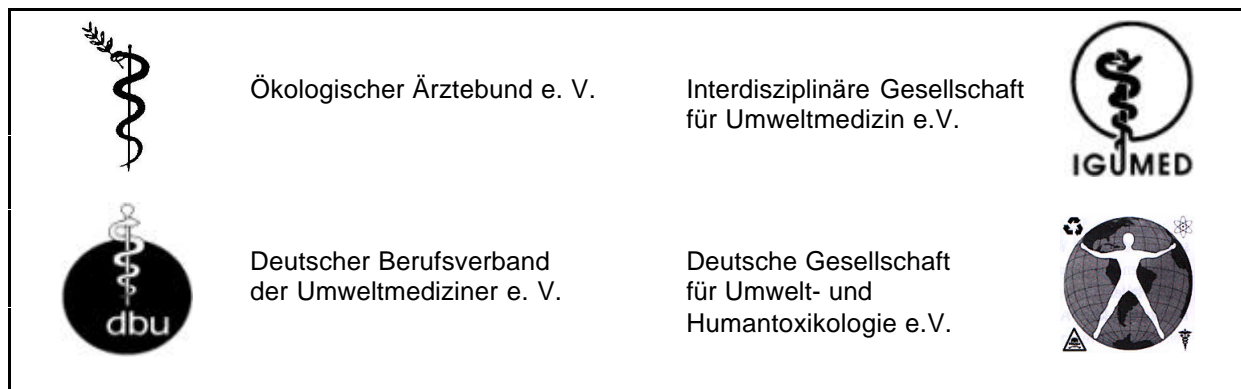 Ökologischer Ärztebund e. V.
Interdisziplinäre Gesellschaft
für Umweltmedizin e.V.
IGUMED
dbu
Deutscher Berufsverband
der Umweltmediziner e. V.
Deutsche Gesellschaft
für Umwelt- und
Humantoxikologie e.V.